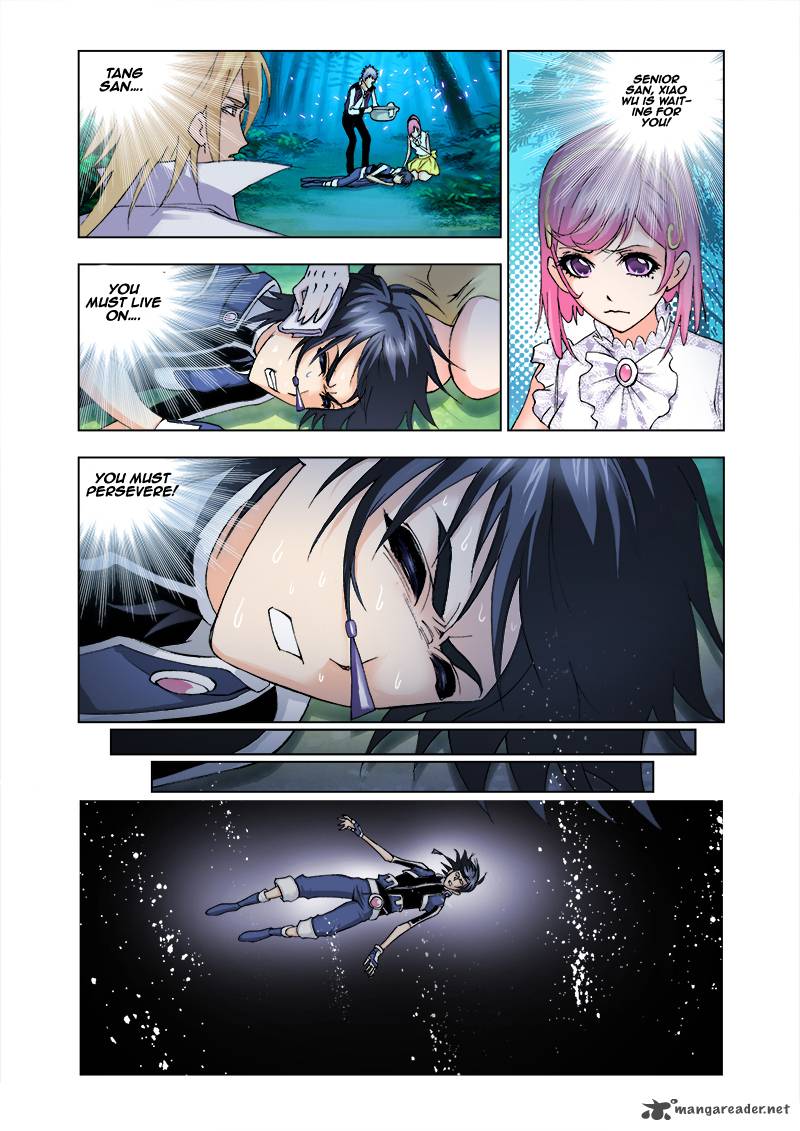 TANG
SAN....
SENIOR
SAN, XIAO
WU IS WAIT-
ING FOR
YOU!
YOU
MUST LIVE
ON....
YOU MUST
PERSEVERE!
mangareader.net